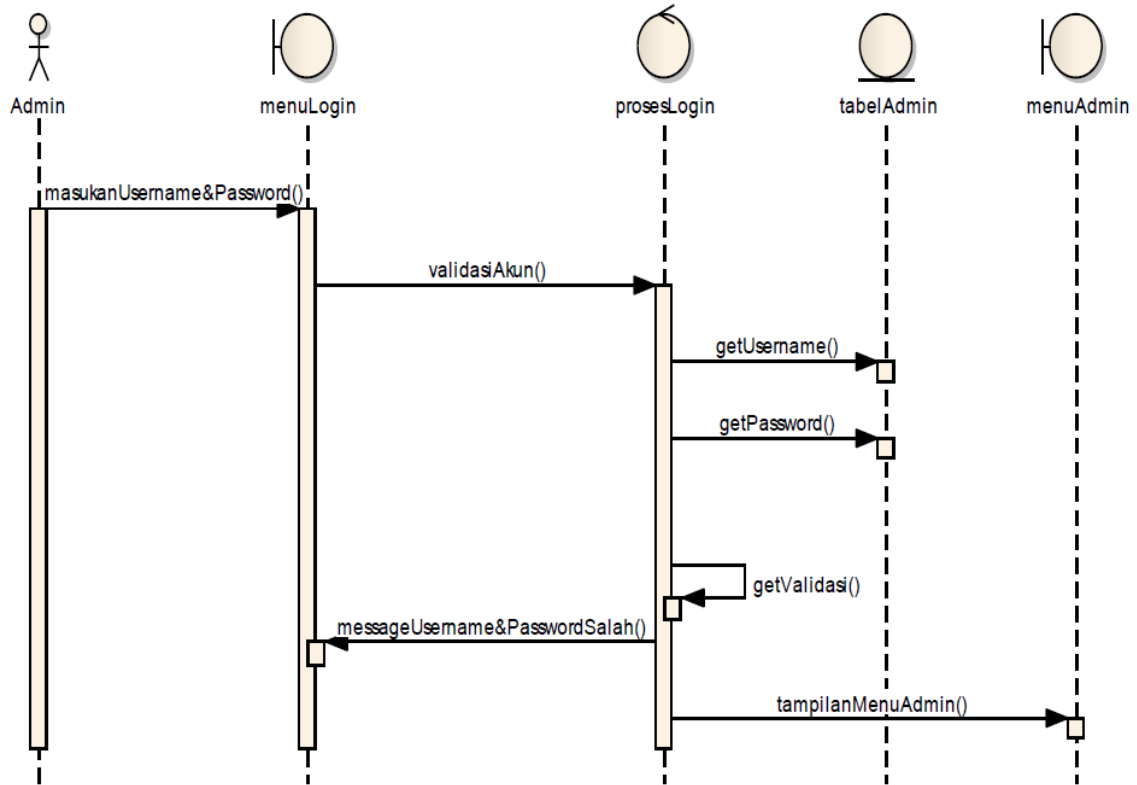 Admin
menuLogin
prosesLogin
tabelAdmin
menuAdmin
masukanUsername&Password()
validasiAkun()
getUsername()
getPassword()
getValidasi()
messageUsername&PasswordSalah()
tampilanMenuAdmin()